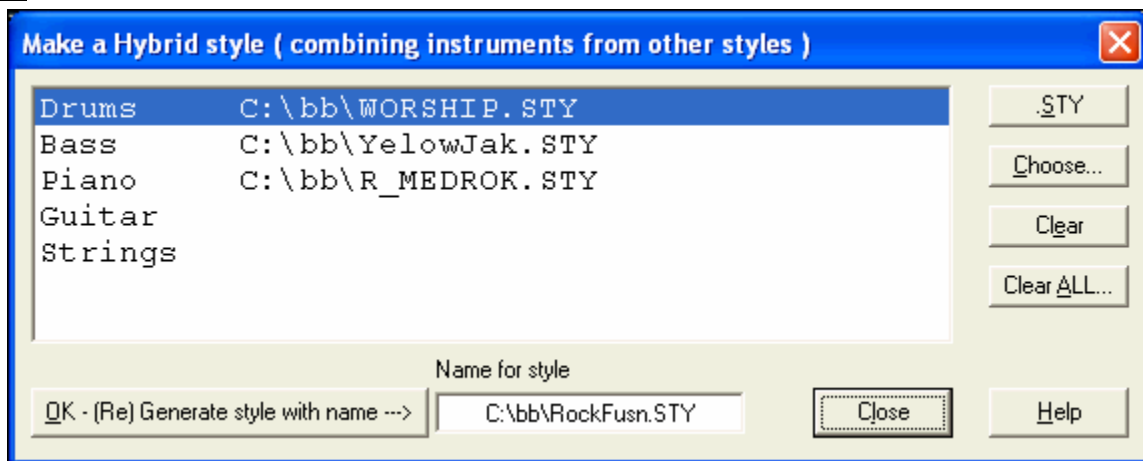 Make a Hybrid style ( combining instruments from other styles )
Drums C:\bb\WORSHIP.STY
Bass C:\bb\YelowJak.STY
Piano C:\bb\R_MEDROK.STY
Guitar
Strings
.STY
Choose...
Clear
Clear ALL...
Name for style
OK - (Re) Generate style with name --->
C:\bb\RockFusn.STY
Close
Help